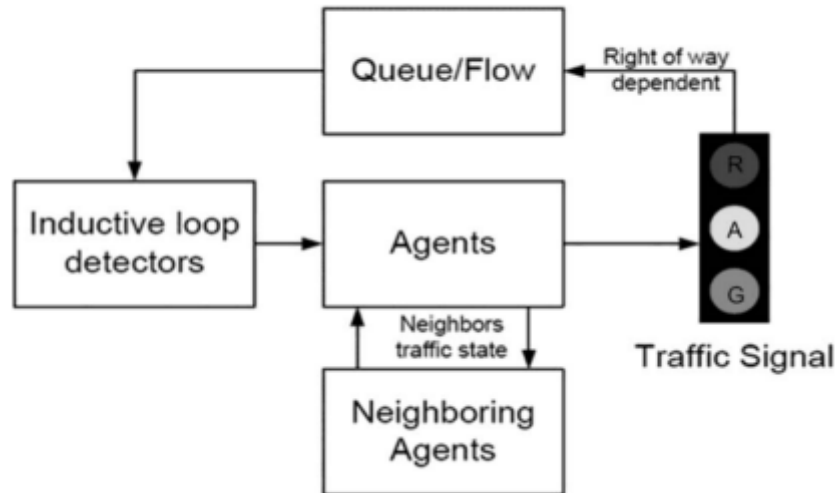 Queue/Flow
Right of way
dependent
R
Inductive loop
detectors
Agents
A
G
Neighbors
traffic state
Traffic Signal
Neighboring
Agents